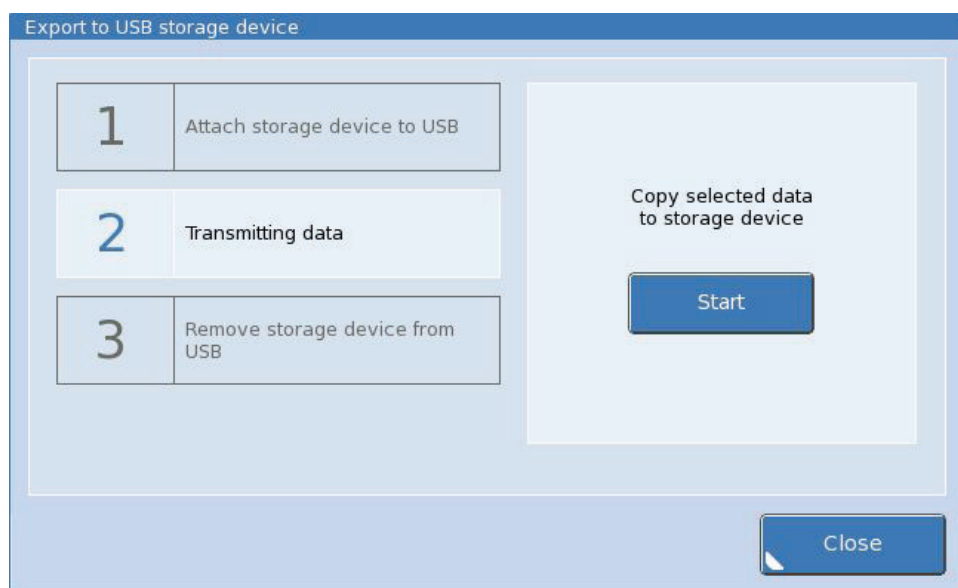 Export to USB storage device
1
Attach storage device to USB
2
Transmitting data
3
Remove storage device from
USB
Copy selected data
to storage device
Start
Close